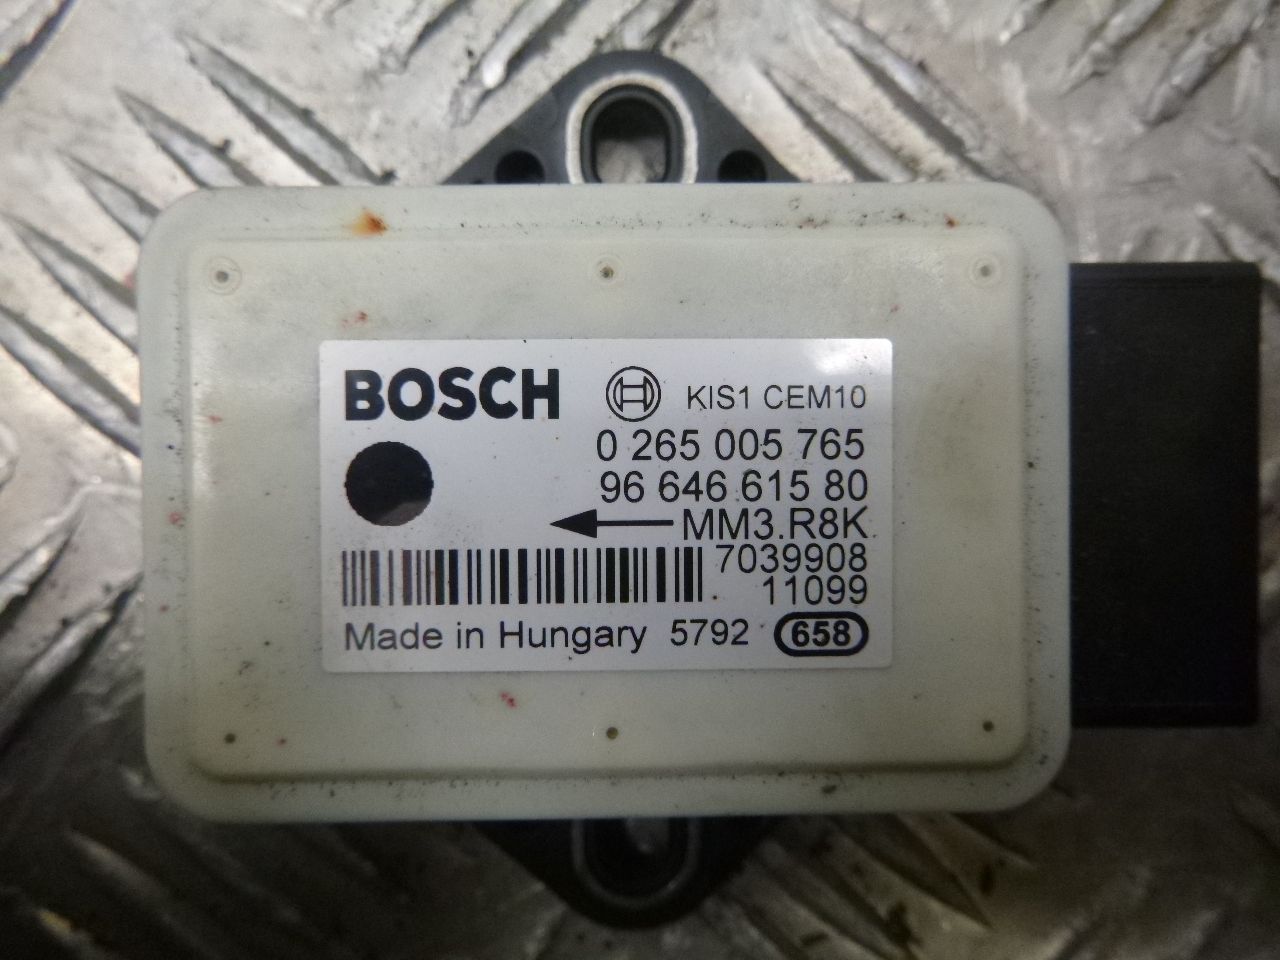 BOSCH KIS1 CEM10
0 265 005 765
96 646 615 80
MM3.R8K
7039908
11099
Made in Hungary 5792 658